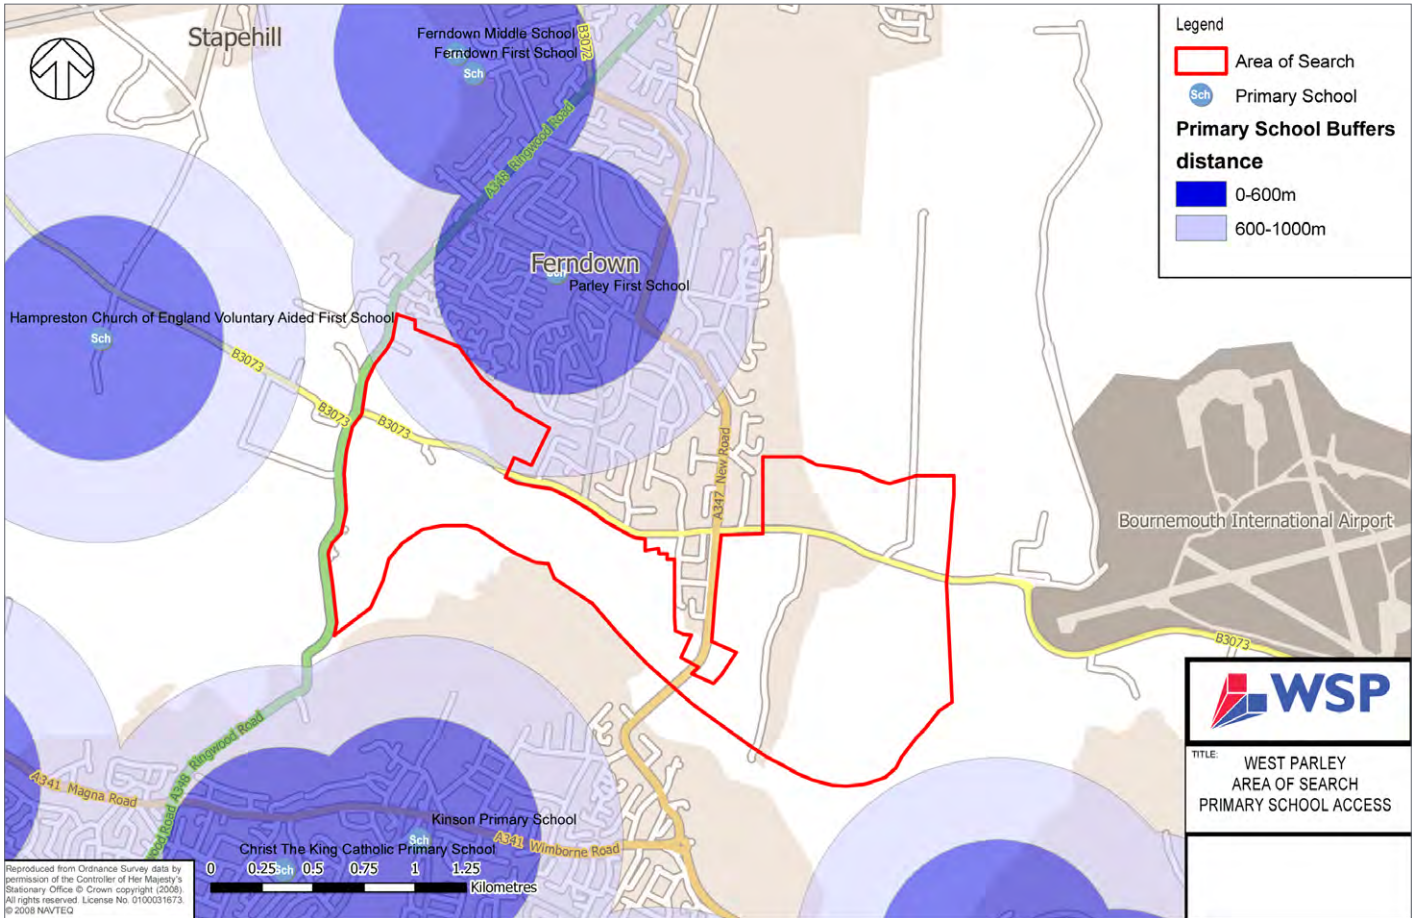 Stapehill
Ferndown Middle School
Ferndown First School
Sch
B3072
A348 Ringwood Road
Ferndown
Parley First School
Hampreston Church of England Voluntary Aided First School
Sch
B3073
B3073
B3073
A347 New Road
Bournemouth International Airport
B3073
A348 Ringwood Road
A341 Magna Road
Kinson Primary School
Sch
Christ The King Catholic Primary School
A341 Wimborne Road
0 0.25 0.5 0.75 1 1.25
Kilometres
Reproduced from Ordnance Survey data by
permission of the Controller of Her Majesty's
Stationary Office © Crown copyright (2008).
All rights reserved. License No. 0100031673.
© 2008 NAVTEQ
Legend
Area of Search
Sch
Primary School
Primary School Buffers
distance
0-600m
600-1000m
WSP
TITLE:
WEST PARLEY
AREA OF SEARCH
PRIMARY SCHOOL ACCESS